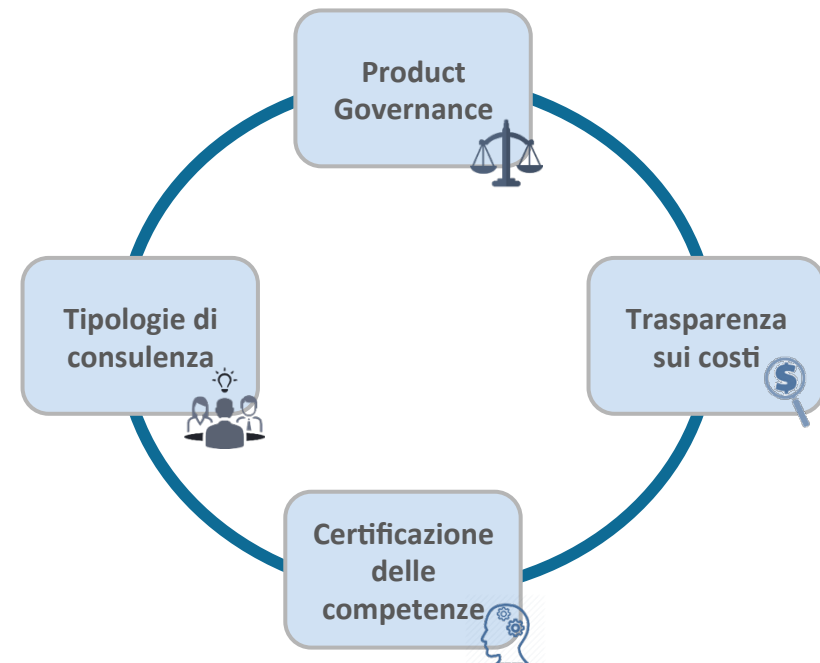 Product
Governance
Tipologie di
consulenza
Trasparenza
sui costi
$
Certificazione
delle
competenze